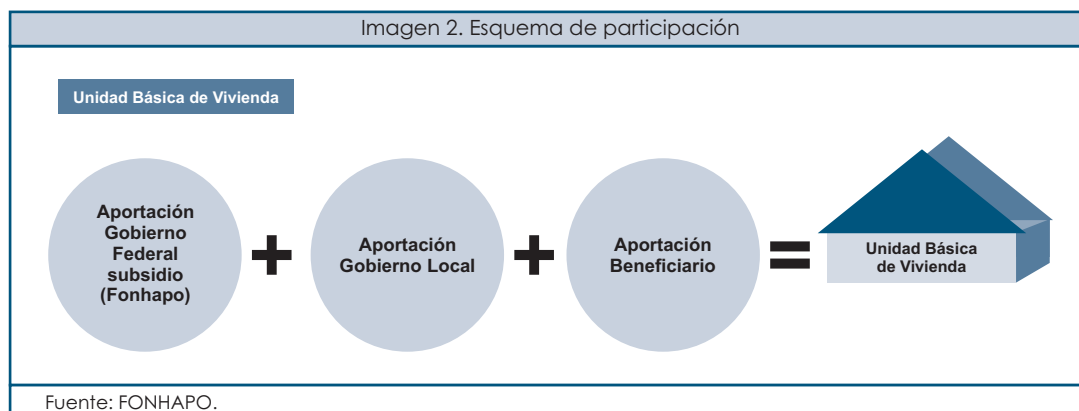 Imagen 2. Esquema de participación
Unidad Básica de Vivienda
Aportación
Gobierno
Federal
subsidio
(Fonhapo)
+
Aportación
Gobierno Local
+
Aportación
Beneficiario
=
Unidad Básica
de Vivienda
Fuente: FONHAPO.